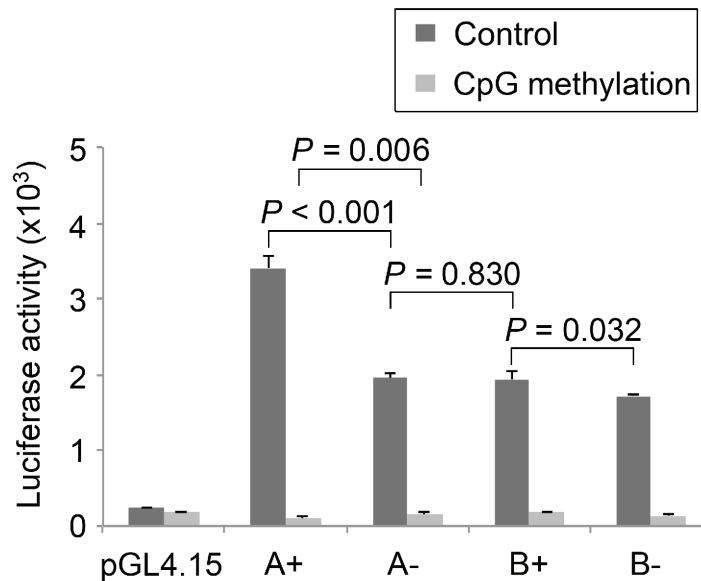 Control
CpG methylation
Luciferase activity (x10³)
5
4
3
2
1
0
P = 0.006
P < 0.001
P = 0.830
P = 0.032
pGL4.15 A+ A- B+ B-